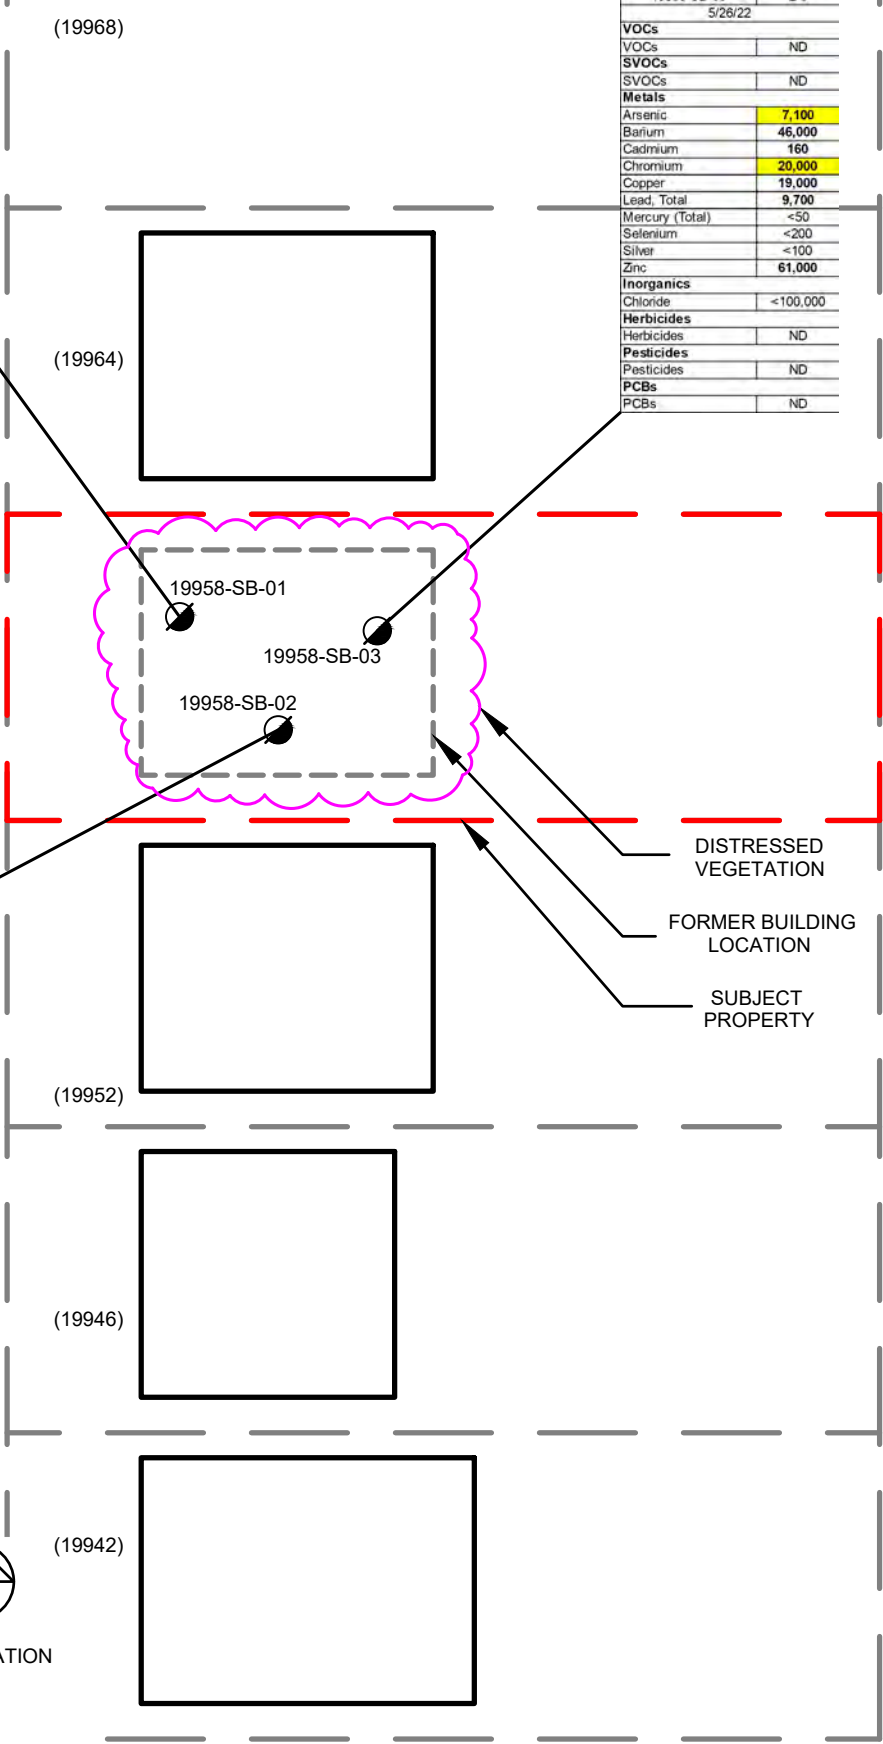 (19968)
5/26/22
VOCs
VOCs ND
SVOCs
SVOCs ND
Metals
Arsenic 7,100
Barium 46,000
Cadmium 160
Chromium 20,000
Copper 19,000
Lead, Total 9,700
Mercury (Total) <50
Selenium <200
Silver <100
Zinc 61,000
Inorganics
Chloride <100,000
Herbicides
Herbicides ND
Pesticides
Pesticides ND
PCBs
PCBs ND
(19964)
19958-SB-01
19958-SB-03
19958-SB-02
DISTRESSED
VEGETATION
FORMER BUILDING
LOCATION
SUBJECT
PROPERTY
(19952)
(19946)
(19942)
ATION